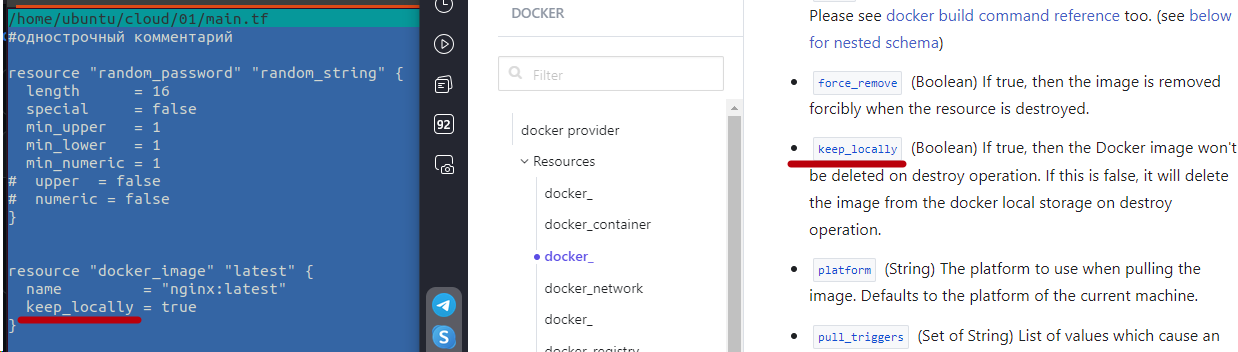 /home/ubuntu/cloud/01/main.tf
#однострочный комментарий
resource "random_password" "random_string" {
  length      = 16
  special     = false
  min_upper   = 1
  min_lower   = 1
  min_numeric = 1
#  upper  = false
#  numeric = false
}
resource "docker_image" "latest" {
  name         = "nginx:latest"
  keep_locally = true
}
92
DOCKER
Filter
docker provider
Resources
docker_
docker_container
docker_
docker_network
docker_
docker_registry
Please see docker build command reference too. (see below
for nested schema)
force_remove (Boolean) If true, then the image is removed
forcibly when the resource is destroyed.
keep_locally (Boolean) If true, then the Docker image won't
be deleted on destroy operation. If this is false, it will delete
the image from the docker local storage on destroy
operation.
platform (String) The platform to use when pulling the
image. Defaults to the platform of the current machine.
pull_triggers (Set of String) List of values which cause an